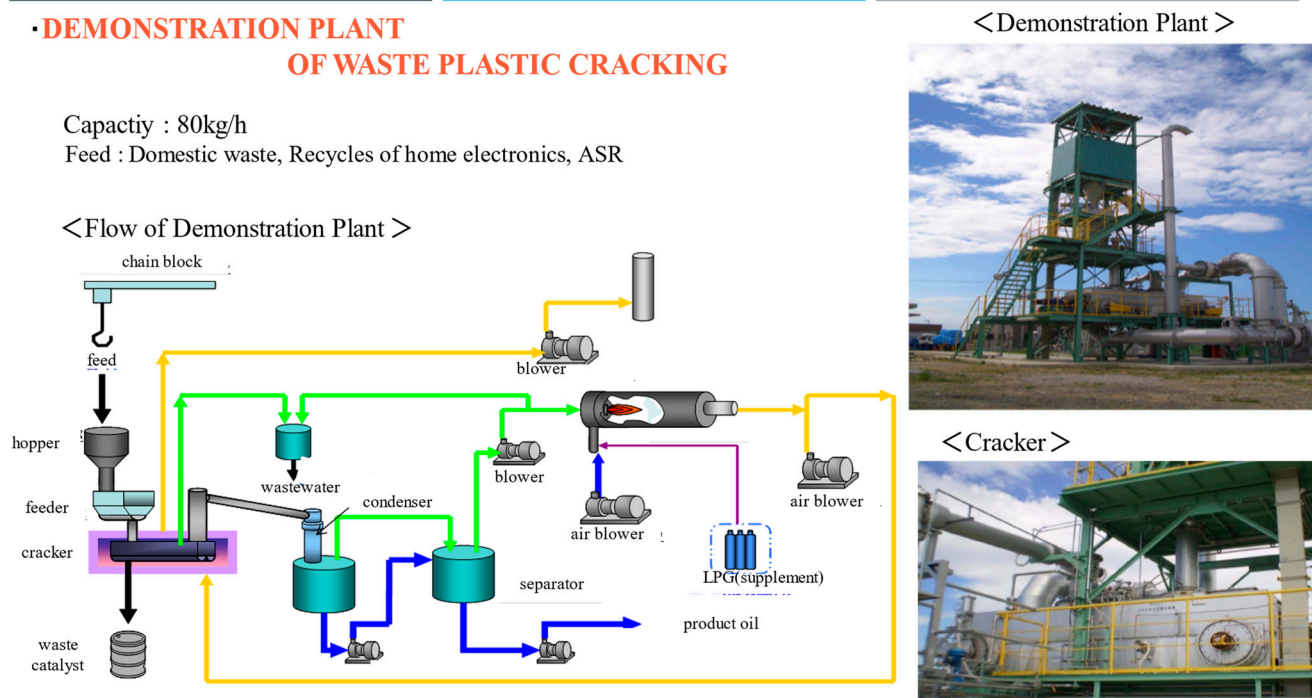 ·DEMONSTRATION PLANT
OF WASTE PLASTIC CRACKING
Capactiy : 80kg/h
Feed : Domestic waste, Recycles of home electronics, ASR
<Flow of Demonstration Plant >
chain block
feed
blower
hopper
wastewater
condenser
blower
air blower
feeder
air blower
cracker
LPG(supplement)
separator
product oil
waste
catalyst
<Demonstration Plant >
<Cracker >